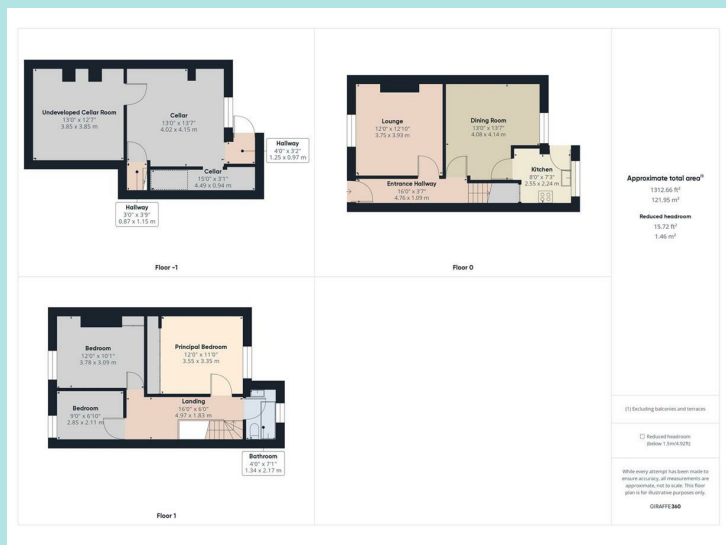 Undeveloped Cellar Room
13'0" x 12'7"
3.85 x 3.85 m
Cellar
13'0" x 13'7"
4.02 x 4.15 m
Hallway
4'0" x 3'2"
1.25 x 0.97 m
Cellar
15'0" x 3'1"
4.49 x 0.94 m
Hallway
3'0" x 3'9"
0.87 x 1.15 m
Floor -1
Lounge
12'0" x 12'10"
3.75 x 3.93 m
Dining Room
13'0" x 13'7"
4.08 x 4.14 m
Kitchen
8'0" x 7'3"
2.55 x 2.24 m
Entrance Hallway
16'0" x 3'7"
4.76 x 1.09 m
Floor 0
Bedroom
12'0" x 10'1"
3.78 x 3.09 m
Principal Bedroom
12'0" x 11'0"
3.55 x 3.35 m
Bedroom
9'0" x 6'10"
2.85 x 2.11 m
Landing
16'0" x 6'0"
4.97 x 1.83 m
Bathroom
4'0" x 7'1"
1.34 x 2.17 m
Floor 1
Approximate total area(1)
1312.66 ft²
121.95 m²
Reduced headroom
15.72 ft²
1.46 m²
(1) Excluding balconies and terraces
Reduced headroom
(below 1.5m/4.92ft)
While every attempt has been made to
ensure accuracy, all measurements are
approximate, not to scale. This floor
plan is for illustrative purposes only.
GIRAFFE360